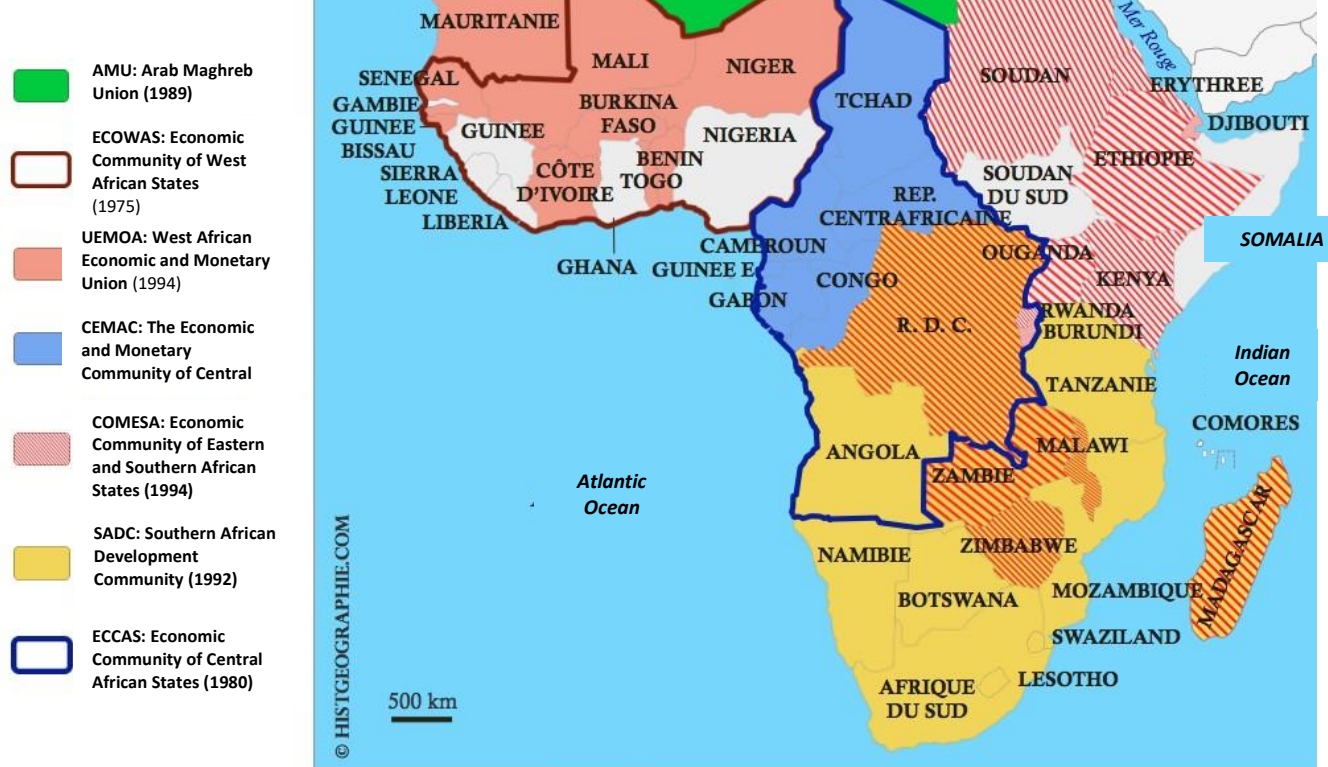 AMU: Arab Maghreb
Union (1989)
ECOWAS: Economic
Community of West
African States
(1975)
UEMOA: West African
Economic and Monetary
Union (1994)
CEMAC: The Economic
and Monetary
Community of Central
COMESA: Economic
Community of Eastern
and Southern African
States (1994)
SADC: Southern African
Development
Community (1992)
ECCAS: Economic
Community of Central
African States (1980)
MAURITANIE
MALI
NIGER
TCHAD
SOUDAN
Mer Rouge
ERYTHREE
DJIBOUTI
SENEGAL
GAMBIE
GUINEE
BISSAU
GUINEE
SIERRA
LEONE
LIBERIA
BURKINA
FASO
CÔTE
D'IVOIRE
BENIN
TOGO
GHANA
NIGERIA
ETHIOPIE
SOUDAN
DU SUD
REP.
CENTRAFRICAINE
CAMEROUN
GUINEE E
GABON
CONGO
OUGANDA
KENYA
SOMALIA
R. D. C.
RWANDA
BURUNDI
TANZANIE
Indian
Ocean
COMORES
ANGOLA
MALAWI
ZAMBIE
Atlantic
Ocean
NAMIBIE
ZIMBABWE
MADAGASCAR
BOTSWANA
MOZAMBIQUE
SWAZILAND
LESOTHO
AFRIQUE
DU SUD
500 km
© HISTGEOGRAPHIE.COM